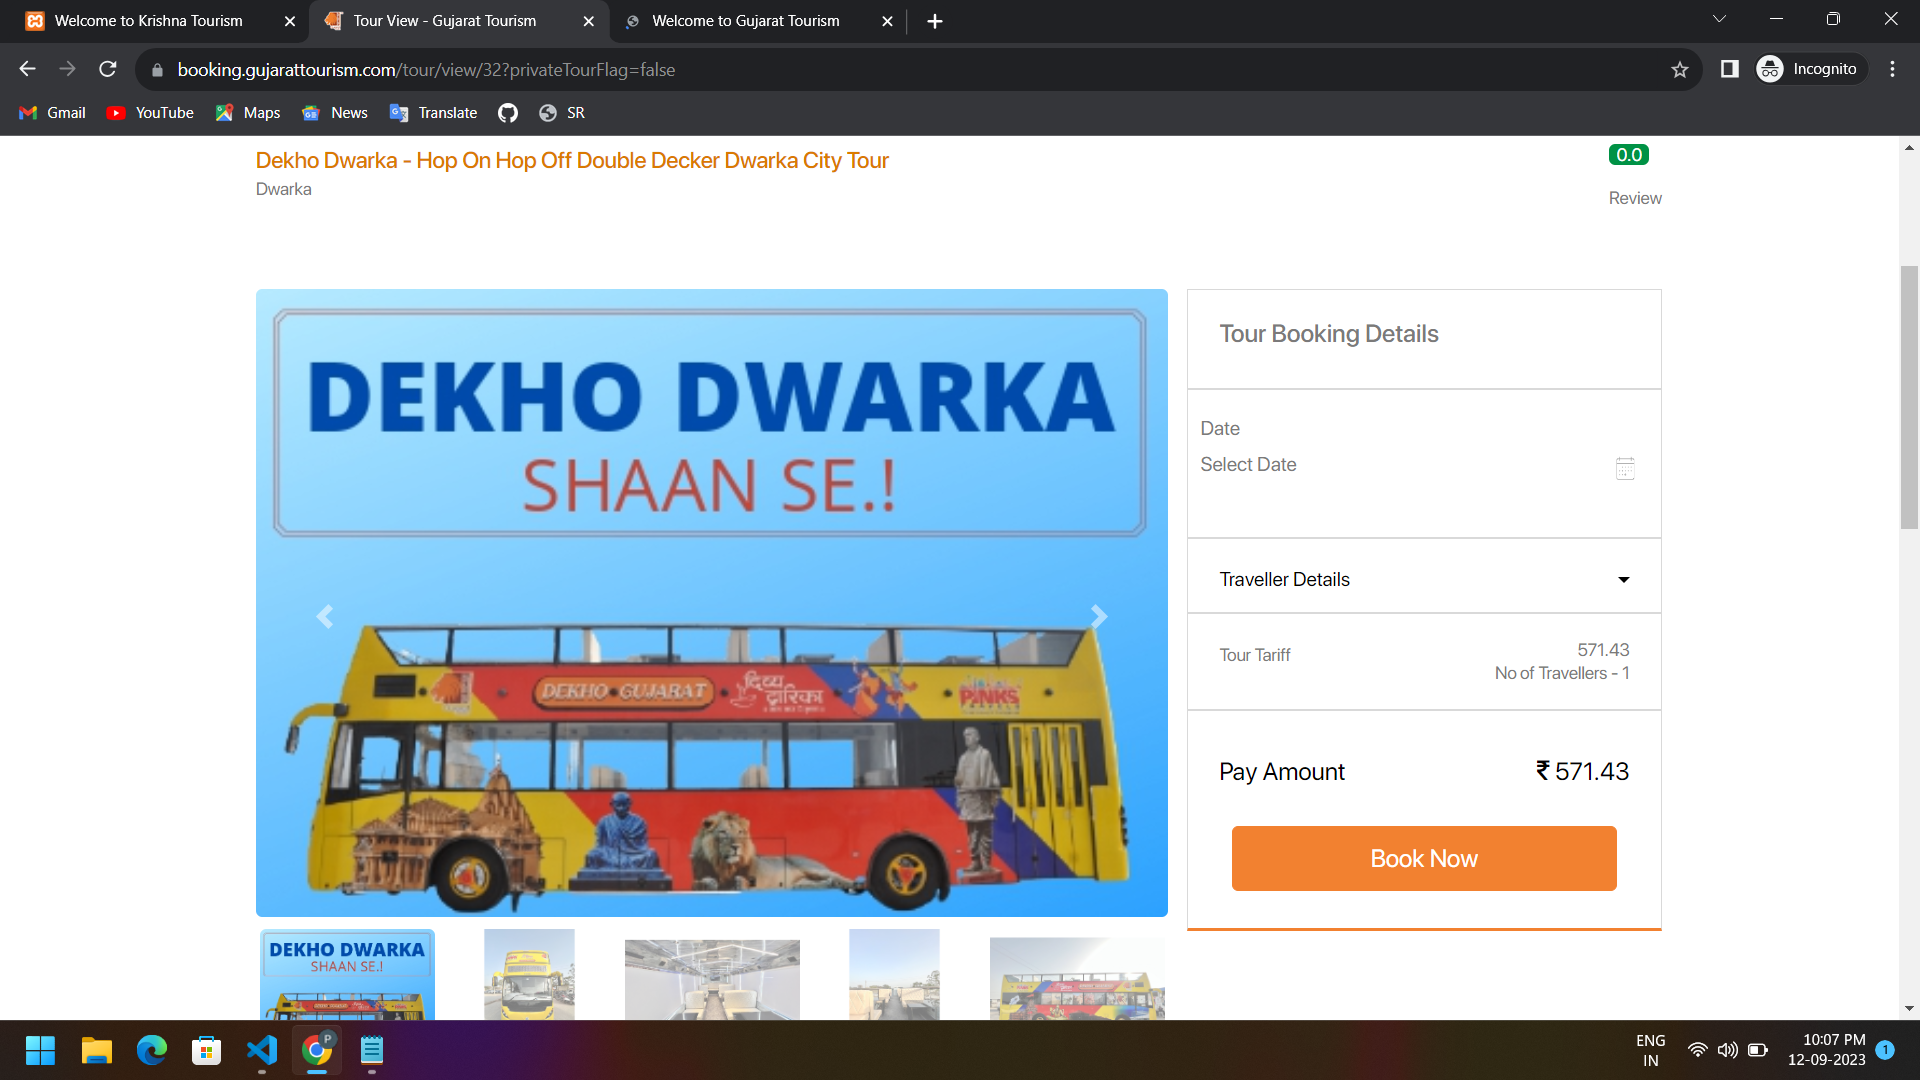 Welcome to Krishna Tourism
Tour View - Gujarat Tourism
Welcome to Gujarat Tourism
booking.gujarattourism.com/tour/view/32?privateTourFlag=false
Incognito
Gmail
YouTube
Maps
News
Translate
SR
Dekho Dwarka - Hop On Hop Off Double Decker Dwarka City Tour
0.0
Dwarka
Review
DEKHO DWARKA
SHAAN SE.!
DEKHO GUJARAT
દિવ્ય
દ્વારિકા
PINKS
Tour Booking Details
Date
Select Date
Traveller Details
Tour Tariff
571.43
No of Travellers - 1
Pay Amount
₹ 571.43
Book Now
DEKHO DWARKA
SHAAN SE.!
P
ENG
IN
10:07 PM
12-09-2023
1